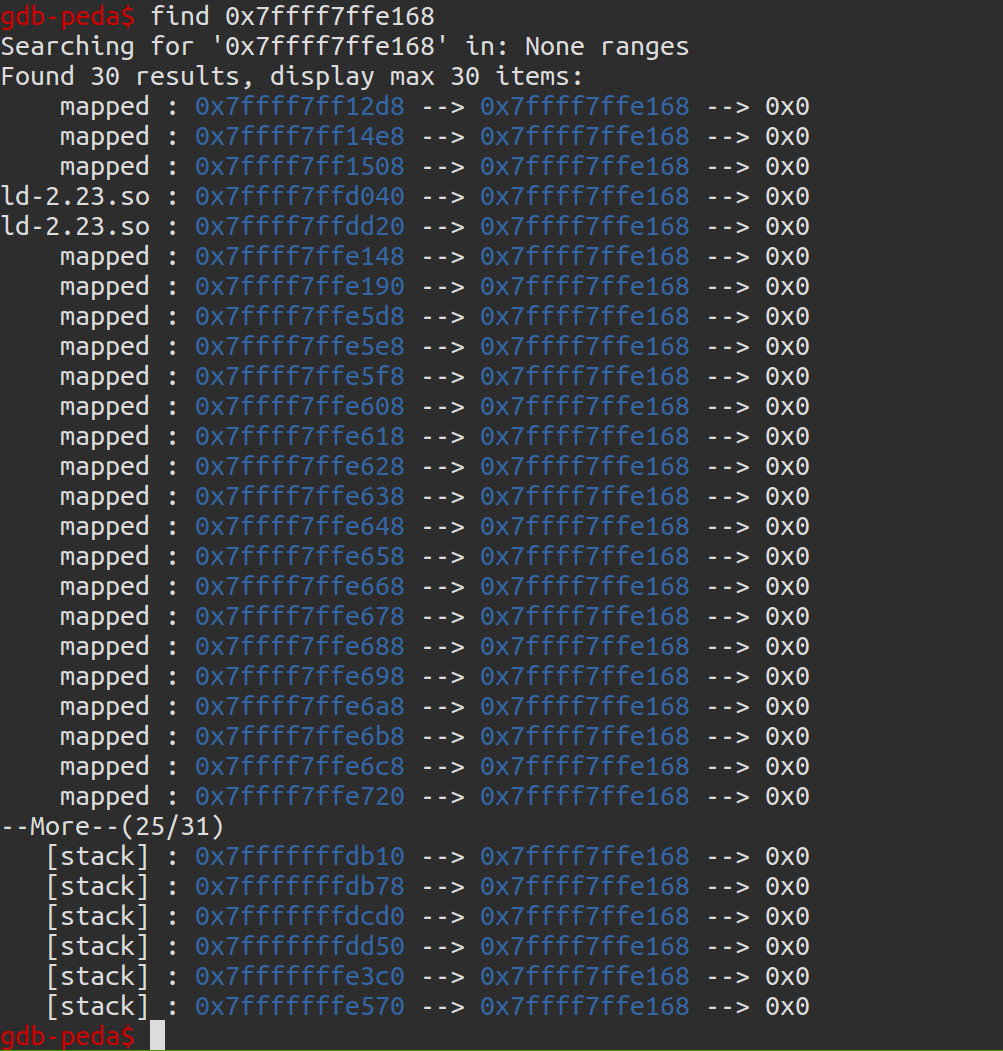 gdb-peda$ find 0x7ffff7ffe168
Searching for '0x7ffff7ffe168' in: None ranges
Found 30 results, display max 30 items:
    mapped : 0x7ffff7ff12d8 --> 0x7ffff7ffe168 --> 0x0
    mapped : 0x7ffff7ff14e8 --> 0x7ffff7ffe168 --> 0x0
    mapped : 0x7ffff7ff1508 --> 0x7ffff7ffe168 --> 0x0
ld-2.23.so : 0x7ffff7ffd040 --> 0x7ffff7ffe168 --> 0x0
ld-2.23.so : 0x7ffff7ffdd20 --> 0x7ffff7ffe168 --> 0x0
    mapped : 0x7ffff7ffe148 --> 0x7ffff7ffe168 --> 0x0
    mapped : 0x7ffff7ffe190 --> 0x7ffff7ffe168 --> 0x0
    mapped : 0x7ffff7ffe5d8 --> 0x7ffff7ffe168 --> 0x0
    mapped : 0x7ffff7ffe5e8 --> 0x7ffff7ffe168 --> 0x0
    mapped : 0x7ffff7ffe5f8 --> 0x7ffff7ffe168 --> 0x0
    mapped : 0x7ffff7ffe608 --> 0x7ffff7ffe168 --> 0x0
    mapped : 0x7ffff7ffe618 --> 0x7ffff7ffe168 --> 0x0
    mapped : 0x7ffff7ffe628 --> 0x7ffff7ffe168 --> 0x0
    mapped : 0x7ffff7ffe638 --> 0x7ffff7ffe168 --> 0x0
    mapped : 0x7ffff7ffe648 --> 0x7ffff7ffe168 --> 0x0
    mapped : 0x7ffff7ffe658 --> 0x7ffff7ffe168 --> 0x0
    mapped : 0x7ffff7ffe668 --> 0x7ffff7ffe168 --> 0x0
    mapped : 0x7ffff7ffe678 --> 0x7ffff7ffe168 --> 0x0
    mapped : 0x7ffff7ffe688 --> 0x7ffff7ffe168 --> 0x0
    mapped : 0x7ffff7ffe698 --> 0x7ffff7ffe168 --> 0x0
    mapped : 0x7ffff7ffe6a8 --> 0x7ffff7ffe168 --> 0x0
    mapped : 0x7ffff7ffe6b8 --> 0x7ffff7ffe168 --> 0x0
    mapped : 0x7ffff7ffe6c8 --> 0x7ffff7ffe168 --> 0x0
    mapped : 0x7ffff7ffe720 --> 0x7ffff7ffe168 --> 0x0
--More--(25/31)
   [stack] : 0x7fffffffdb10 --> 0x7ffff7ffe168 --> 0x0
   [stack] : 0x7fffffffdb78 --> 0x7ffff7ffe168 --> 0x0
   [stack] : 0x7fffffffdcd0 --> 0x7ffff7ffe168 --> 0x0
   [stack] : 0x7fffffffdd50 --> 0x7ffff7ffe168 --> 0x0
   [stack] : 0x7fffffffe3c0 --> 0x7ffff7ffe168 --> 0x0
   [stack] : 0x7fffffffe570 --> 0x7ffff7ffe168 --> 0x0
gdb-peda$